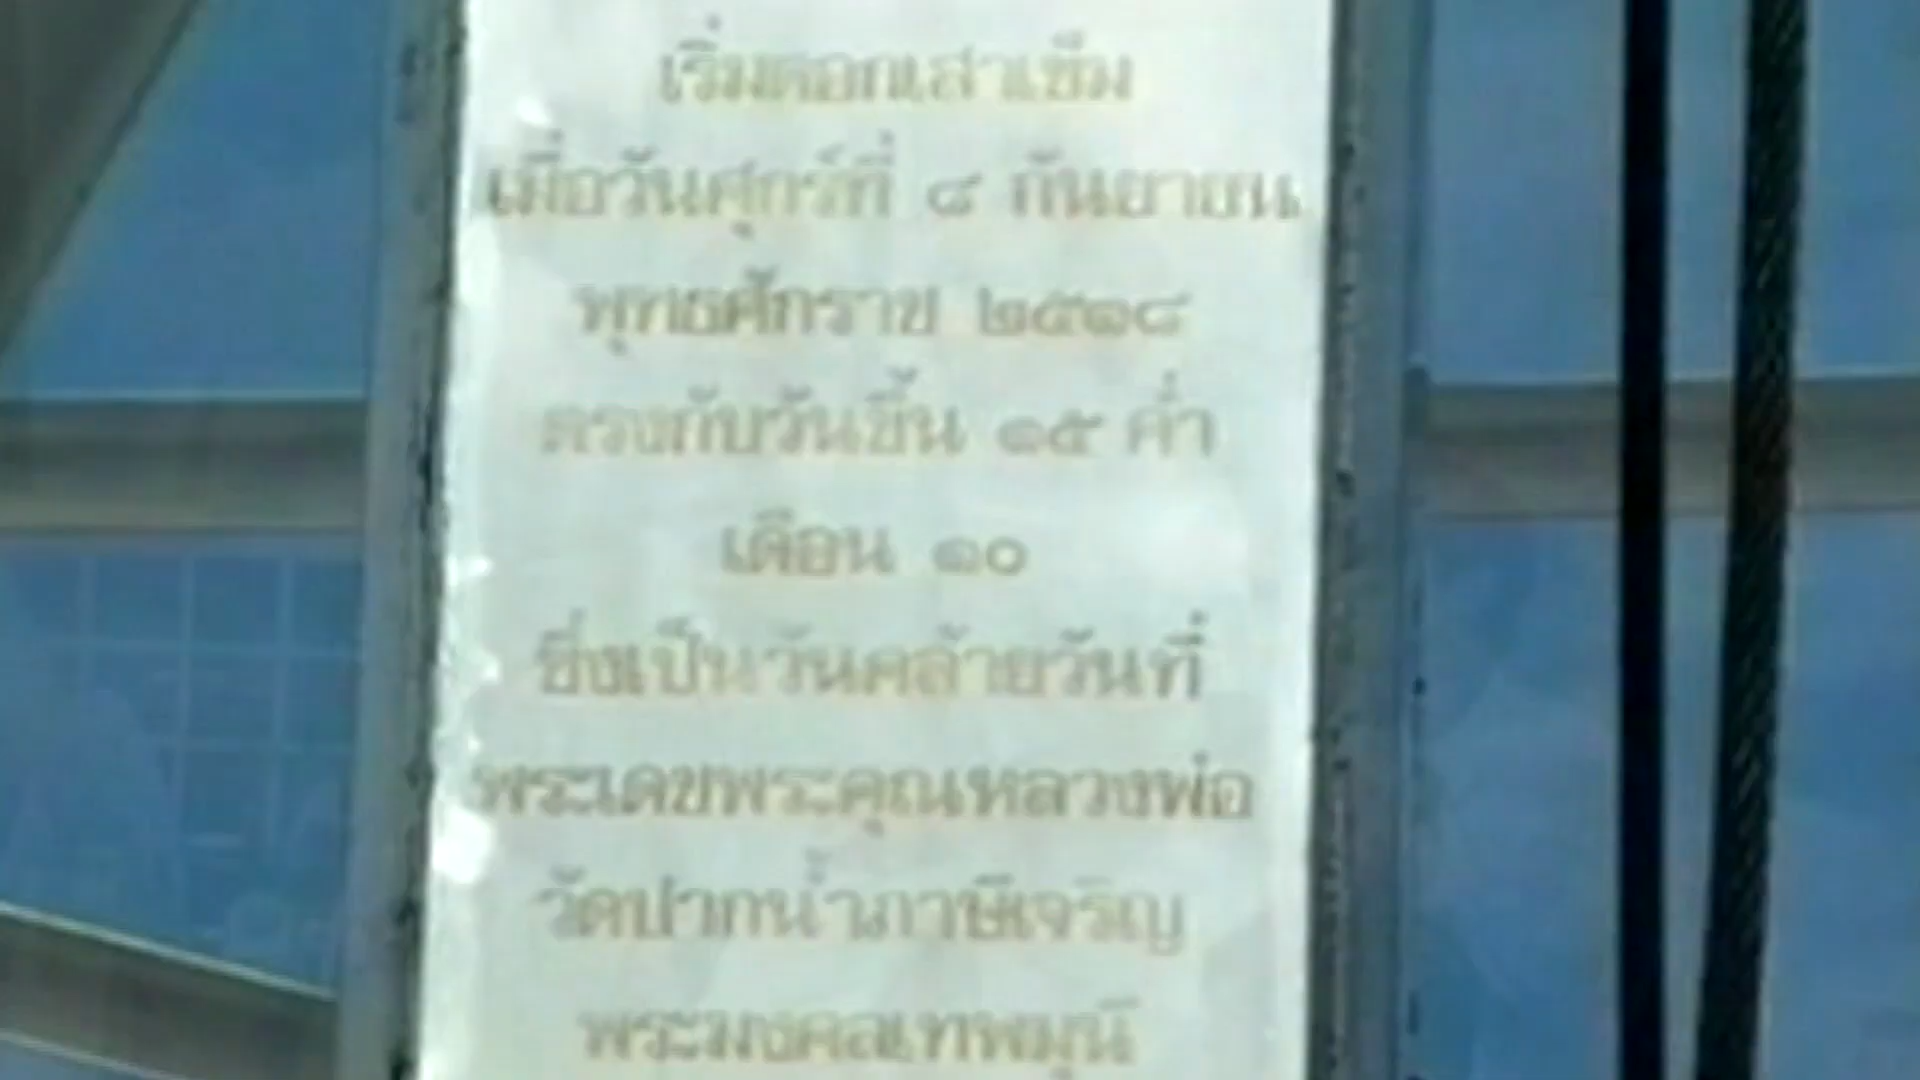 เริ่มตอกเสาเข็ม
เมื่อวันศุกร์ที่ ๘ กันยายน
พุทธศักราช ๒๕๓๘
ตรงกับวันขึ้น ๑๕ ค่ำ
เดือน ๑๐
ซึ่งเป็นวันคล้ายวันที่
พระเดชพระคุณหลวงพ่อ
วัดปากน้ำภาษีเจริญ
พระมงคลเทพมุนี